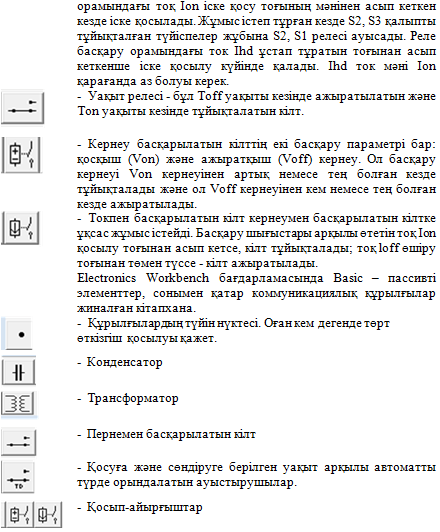 орамындағы тоқ Ion іске қосу тоғының мәнінен асып кеткен
кезде іске қосылады. Жұмыс істеп тұрған кезде S2, S3 қалыпты
тұйықталған түйіспелер жұбына S2, S1 релесі ауысады. Реле
басқару орамындағы ток Ihd ұстап тұратын тоғынан асып
кеткенше іске қосылу күйінде қалады. Ihd ток мәні Ion
қарағанда аз болуы керек.
- Уақыт релесі - бұл Toff уақыты кезінде ажыратылатын және
Ton уақыты кезінде тұйықталатын кілт.
- Кернеу басқарылатын кілттің екі басқару параметрі бар:
қосқыш (Von) және ажыратқыш (Voff) кернеу. Ол басқару
кернеуі Von кернеуінен артық немесе тең болған кезде
тұйықталады және ол Voff кернеуінен кем немесе тең болған
кезде ажыратылады.
- Токпен басқарылатын кілт кернеумен басқарылатын кілтке
ұқсас жұмыс істейді. Басқару шығыстары арқылы өтетін тоқ Ion
қосылу тоғынан асып кетсе, кілт тұйықталады; тоқ loff өшіру
тоғынан төмен түссе - кілт ажыратылады.
Electronics Workbench бағдарламасында Basic – пассивті
элементтер, сонымен қатар коммуникациялық құрылғылар
жиналған кітапхана.
- Құрылғылардың түйін нүктесі. Оған кем дегенде төрт
өткізгіш қосылуы қажет.
- Конденсатор
- Трансформатор
- Пернемен басқарылатын кілт
- Қосуға және сөндіруге берілген уақыт арқылы автоматты
түрде орындалатын ауыстырушылар.
TD
- Қосып-айырғыштар